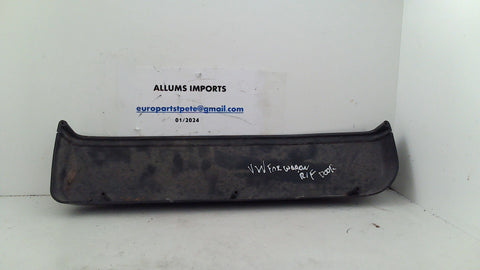 ALLUMS IMPORTS
europartstpete@gmail.com
01/2024
VW FOX WAGON
R/F DOOR